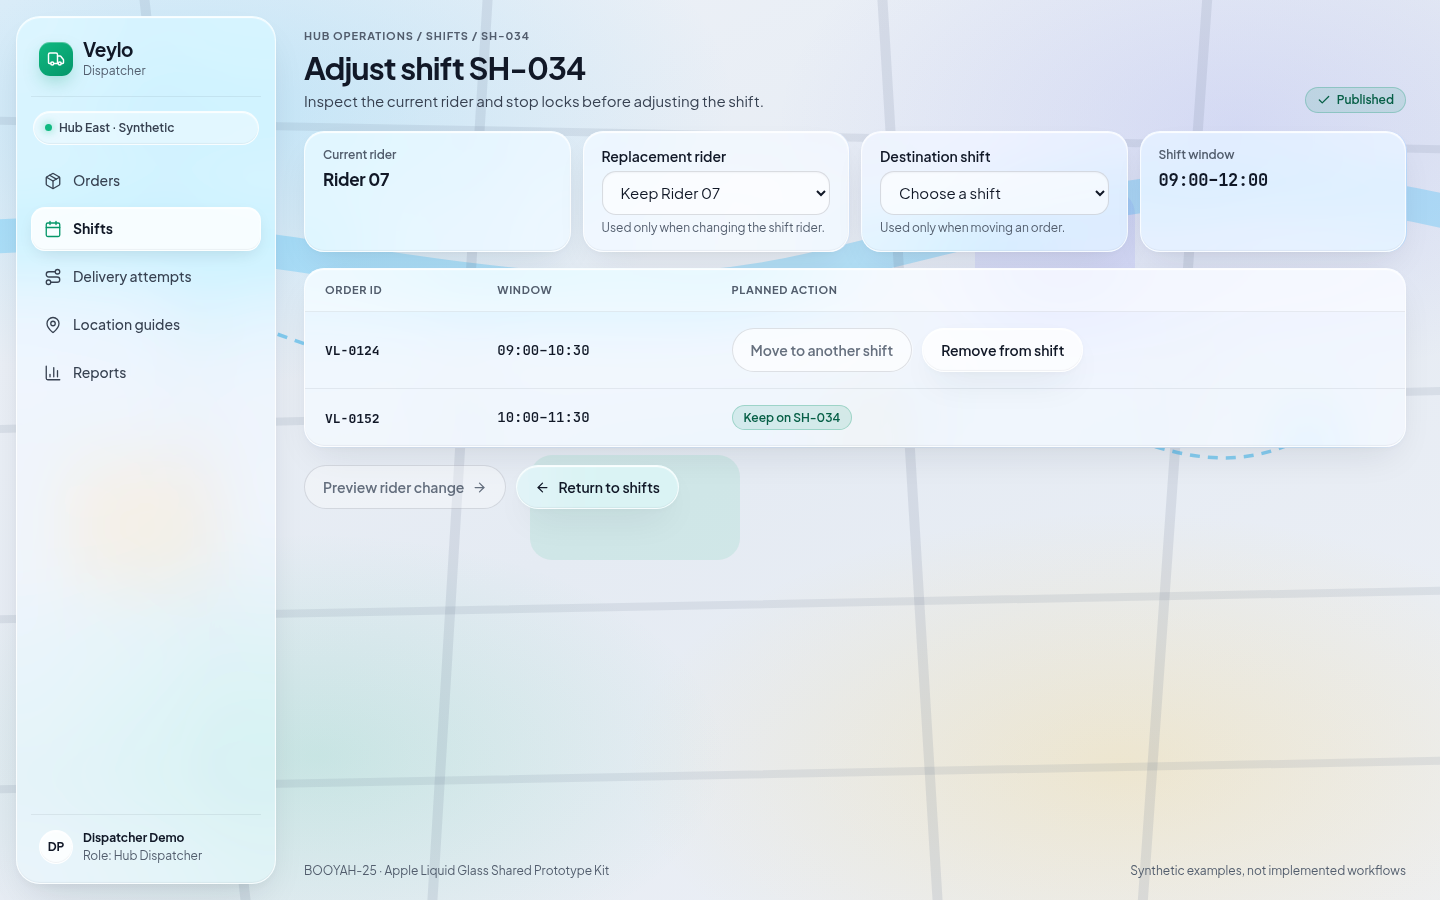 Veylo
Dispatcher
Hub East · Synthetic
Orders
Shifts
Delivery attempts
Location guides
Reports
DP
Dispatcher Demo
Role: Hub Dispatcher
HUB OPERATIONS / SHIFTS / SH-034
Adjust shift SH-034
Inspect the current rider and stop locks before adjusting the shift.
Published
Current rider
Rider 07
Replacement rider
Keep Rider 07
Used only when changing the shift rider.
Destination shift
Choose a shift
Used only when moving an order.
Shift window
09:00–12:00
ORDER ID WINDOW PLANNED ACTION
VL-0124 09:00–10:30 Move to another shift Remove from shift
VL-0152 10:00–11:30 Keep on SH-034
Preview rider change → ← Return to shifts
BOOYAH-25 · Apple Liquid Glass Shared Prototype Kit
Synthetic examples, not implemented workflows